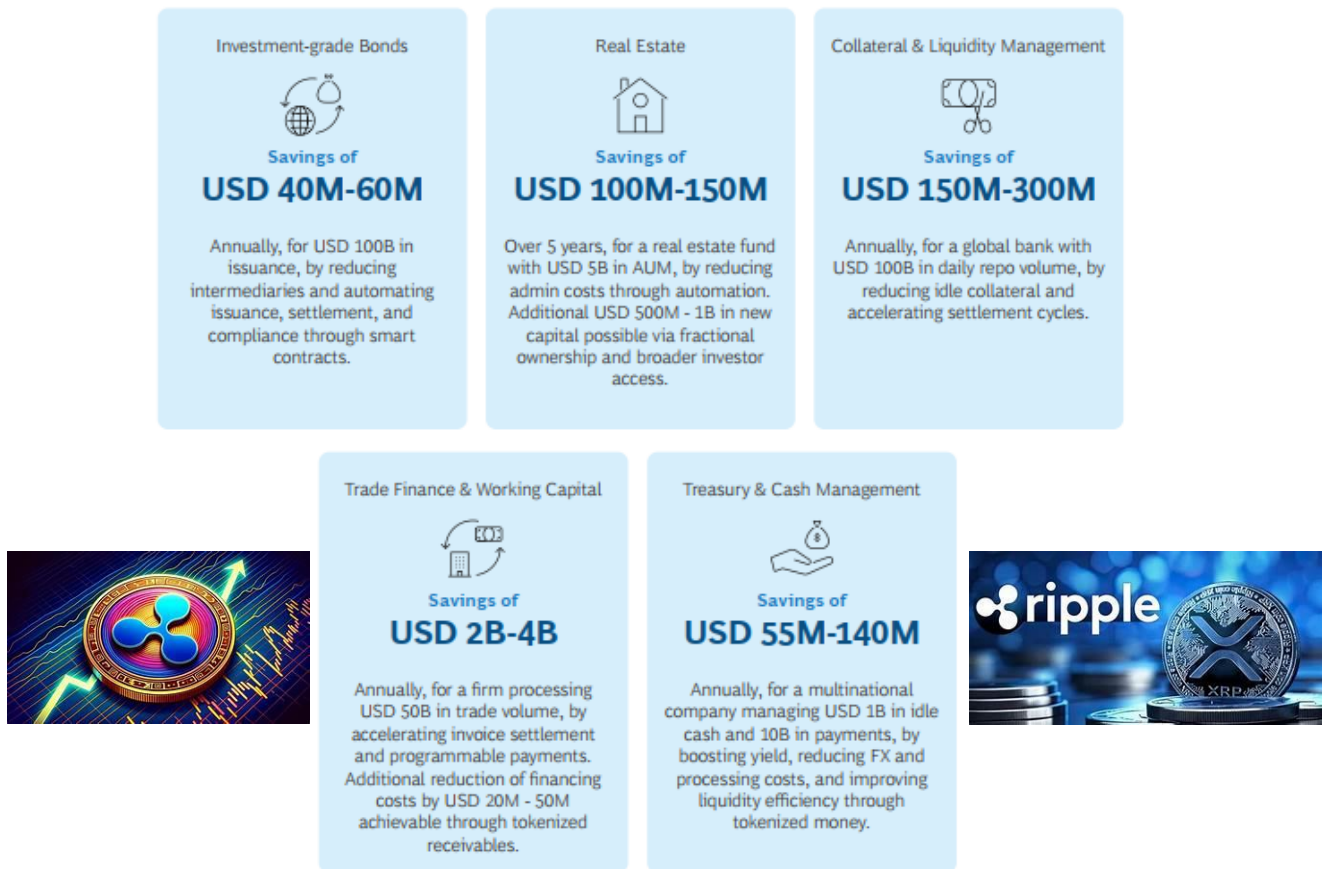 Investment-grade Bonds
Savings of
USD 40M-60M
Annually, for USD 100B in
issuance, by reducing
intermediaries and automating
issuance, settlement, and
compliance through smart
contracts.
Real Estate
Savings of
USD 100M-150M
Over 5 years, for a real estate fund
with USD 5B in AUM, by reducing
admin costs through automation.
Additional USD 500M - 1B in new
capital possible via fractional
ownership and broader investor
access.
Collateral & Liquidity Management
Savings of
USD 150M-300M
Annually, for a global bank with
USD 100B in daily repo volume, by
reducing idle collateral and
accelerating settlement cycles.
Trade Finance & Working Capital
Savings of
USD 2B-4B
Annually, for a firm processing
USD 50B in trade volume, by
accelerating invoice settlement
and programmable payments.
Additional reduction of financing
costs by USD 20M - 50M
achievable through tokenized
receivables.
Treasury & Cash Management
Savings of
USD 55M-140M
Annually, for a multinational
company managing USD 1B in idle
cash and 10B in payments, by
boosting yield, reducing FX and
processing costs, and improving
liquidity efficiency through
tokenized money.
ripple
XRP